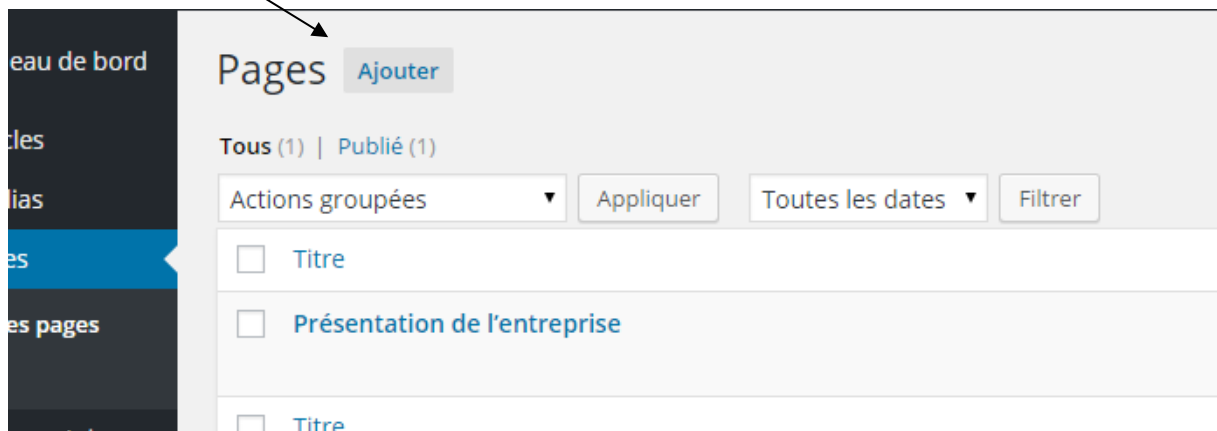 eau de bord
Pages Ajouter
cles
Tous (1) | Publié (1)
lias
Actions groupées Appliquer Toutes les dates Filtrer
es
Titre
Présentation de l'entreprise
es pages
Titre